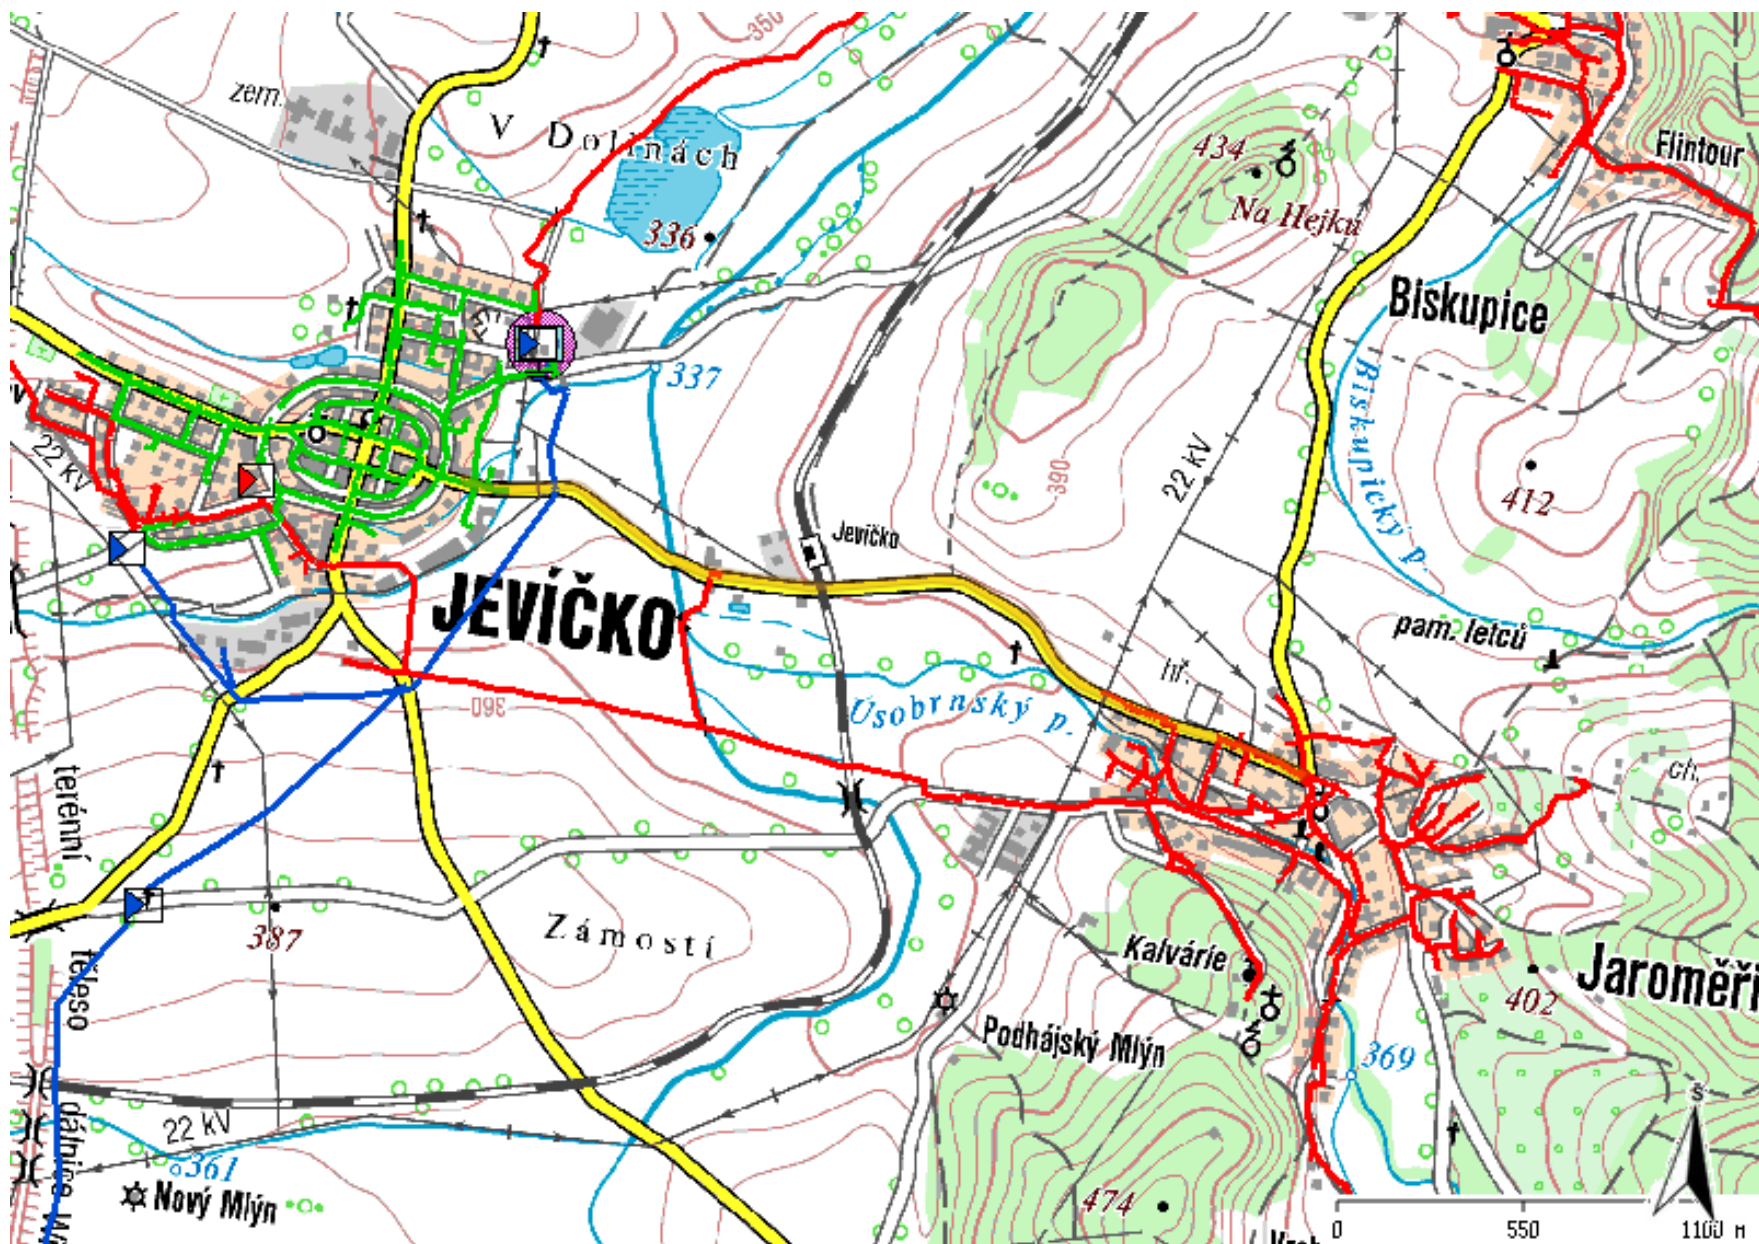 350
zem.
V Dolinách
434
Flintour
Na Hejku
336
Biskupice
337
Biskupický p.
22 kV
22 kV
390
412
Jevíčko
JEVÍČKO
pam. letců
hř.
360
Úsobrnský p.
ch.
terénní
387
Zámostí
těleso
Kalvárie
402
Jaroměři
Podhájský Mlýn
369
dálnice
22 kV
361
Nový Mlýn
474
S
0
550
1100 m